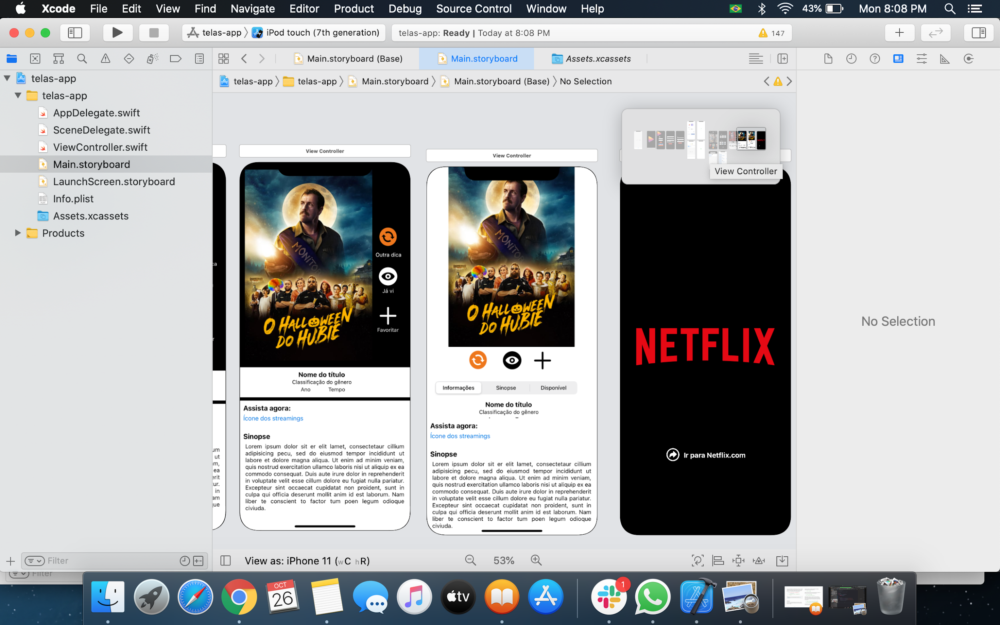 Xcode File Edit View Find Navigate Editor Product Debug Source Control Window Help 43% Mon 8:08 PM
telas-app iPod touch (7th generation) telas-app: Ready | Today at 8:08 PM 147
Main.storyboard (Base) Main.storyboard Assets.xcassets
telas-app telas-app Main.storyboard Main.storyboard (Base) No Selection
telas-app
telas-app
AppDelegate.swift
SceneDelegate.swift
ViewController.swift
Main.storyboard
LaunchScreen.storyboard
Info.plist
Assets.xcassets
Products
Filter
Filter
ca
r
um
ut
m,
ea
erit
ur.
in
am
ue
View Controller
MONITOR
O HALLOWEEN
DO HUBIE
Outra dica
Já vi
Favoritar
Nome do título
Classificação do gênero
Ano Tempo
Assista agora:
Ícone dos streamings
Sinopse
Lorem ipsum dolor sit er elit lamet, consectetaur cillium
adipisicing pecu, sed do eiusmod tempor incididunt ut
labore et dolore magna aliqua. Ut enim ad minim veniam,
quis nostrud exercitation ullamco laboris nisi ut aliquip ex ea
commodo consequat. Duis aute irure dolor in reprehenderit
in voluptate velit esse cillum dolore eu fugiat nulla pariatur.
Excepteur sint occaecat cupidatat non proident, sunt in
culpa qui officia deserunt mollit anim id est laborum. Nam
liber te conscient to factor tum poen legum odioque
civiuda.
View Controller
MONITOR
O HALLOWEEN
DO HUBIE
Informações Sinopse Disponível
Nome do título
Classificação do gênero
Assista agora:
Ícone dos streamings
Sinopse
Lorem ipsum dolor sit er elit lamet, consectetaur cillium
adipisicing pecu, sed do eiusmod tempor incididunt ut
labore et dolore magna aliqua. Ut enim ad minim veniam,
quis nostrud exercitation ullamco laboris nisi ut aliquip ex ea
commodo consequat. Duis aute irure dolor in reprehenderit
in voluptate velit esse cillum dolore eu fugiat nulla pariatur.
Excepteur sint occaecat cupidatat non proident, sunt in
culpa qui officia deserunt mollit anim id est laborum. Nam
liber te conscient to factor tum poen legum odioque
civiuda.
View Controller
NETFLIX
Ir para Netflix.com
No Selection
View as: iPhone 11 (wC hR) 53%
OCT
26
tv
1